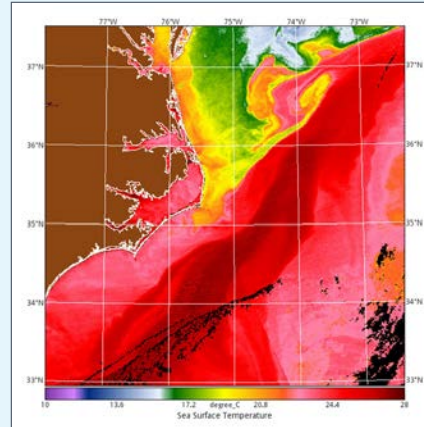 77°W 76°W 75°W 74°W 73°W
37°N 37°N
36°N 36°N
35°N 35°N
34°N 34°N
33°N 33°N
10 13.6 17.2 degree_C 20.8 24.4 28
Sea Surface Temperature